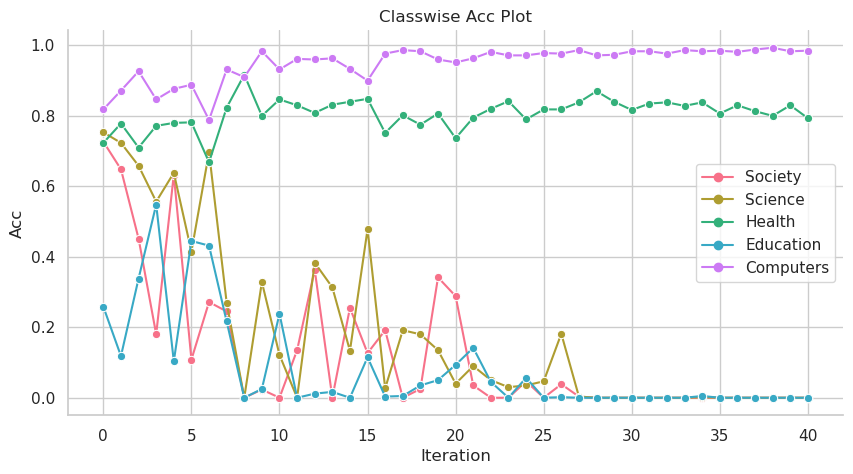 Classwise Acc Plot
1.0
0.8
0.6
0.4
0.2
0.0
Acc
Society
Science
Health
Education
Computers
0 5 10 15 20 25 30 35 40
Iteration